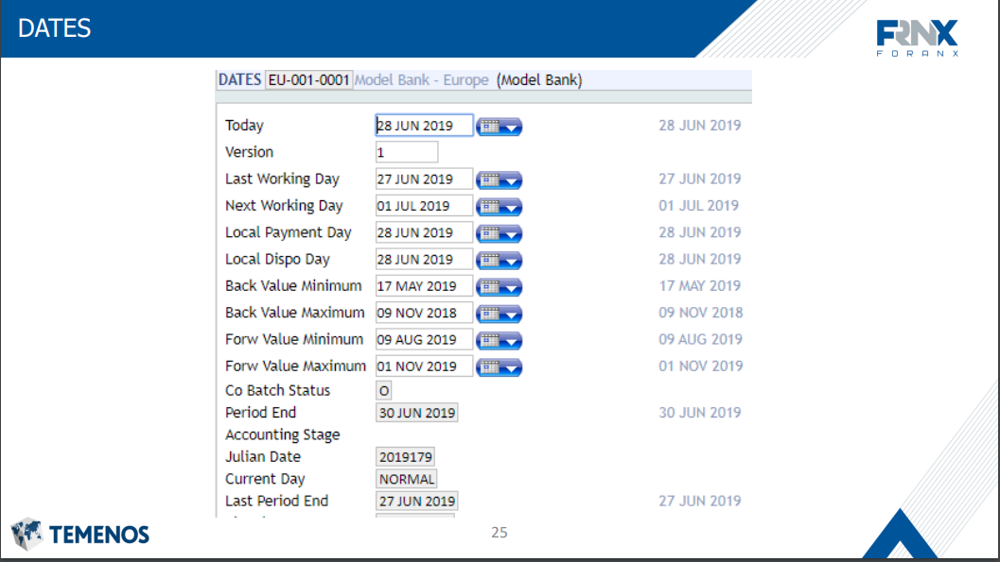 DATES
FRNX
FORANX
DATES EU-001-0001 Model Bank - Europe (Model Bank)
Today 28 JUN 2019 28 JUN 2019
Version 1
Last Working Day 27 JUN 2019 27 JUN 2019
Next Working Day 01 JUL 2019 01 JUL 2019
Local Payment Day 28 JUN 2019 28 JUN 2019
Local Dispo Day 28 JUN 2019 28 JUN 2019
Back Value Minimum 17 MAY 2019 17 MAY 2019
Back Value Maximum 09 NOV 2018 09 NOV 2018
Forw Value Minimum 09 AUG 2019 09 AUG 2019
Forw Value Maximum 01 NOV 2019 01 NOV 2019
Co Batch Status O
Period End 30 JUN 2019 30 JUN 2019
Accounting Stage
Julian Date 2019179
Current Day NORMAL
Last Period End 27 JUN 2019 27 JUN 2019
TEMENOS
25